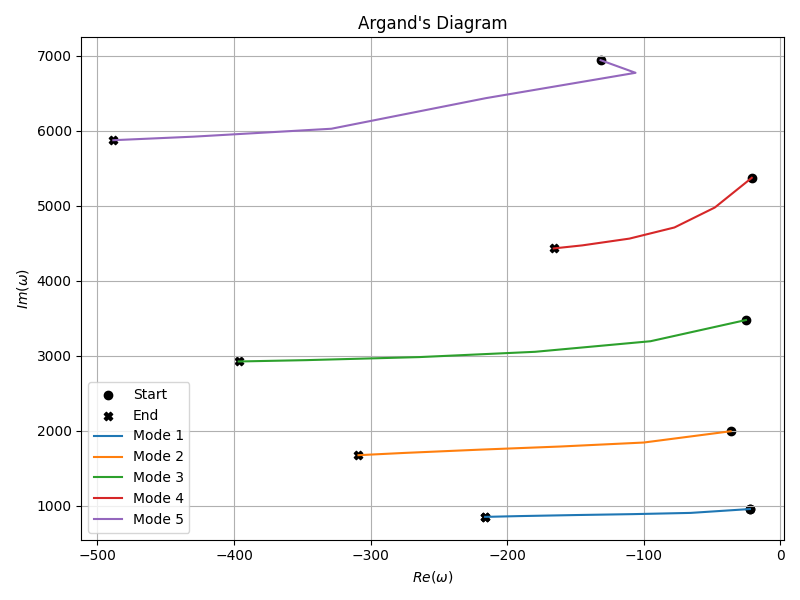 Argand's Diagram
7000
6000
5000
4000
3000
2000
1000
Im(ω)
Start
End
Mode 1
Mode 2
Mode 3
Mode 4
Mode 5
−500
−400
−300
−200
−100
0
Re(ω)